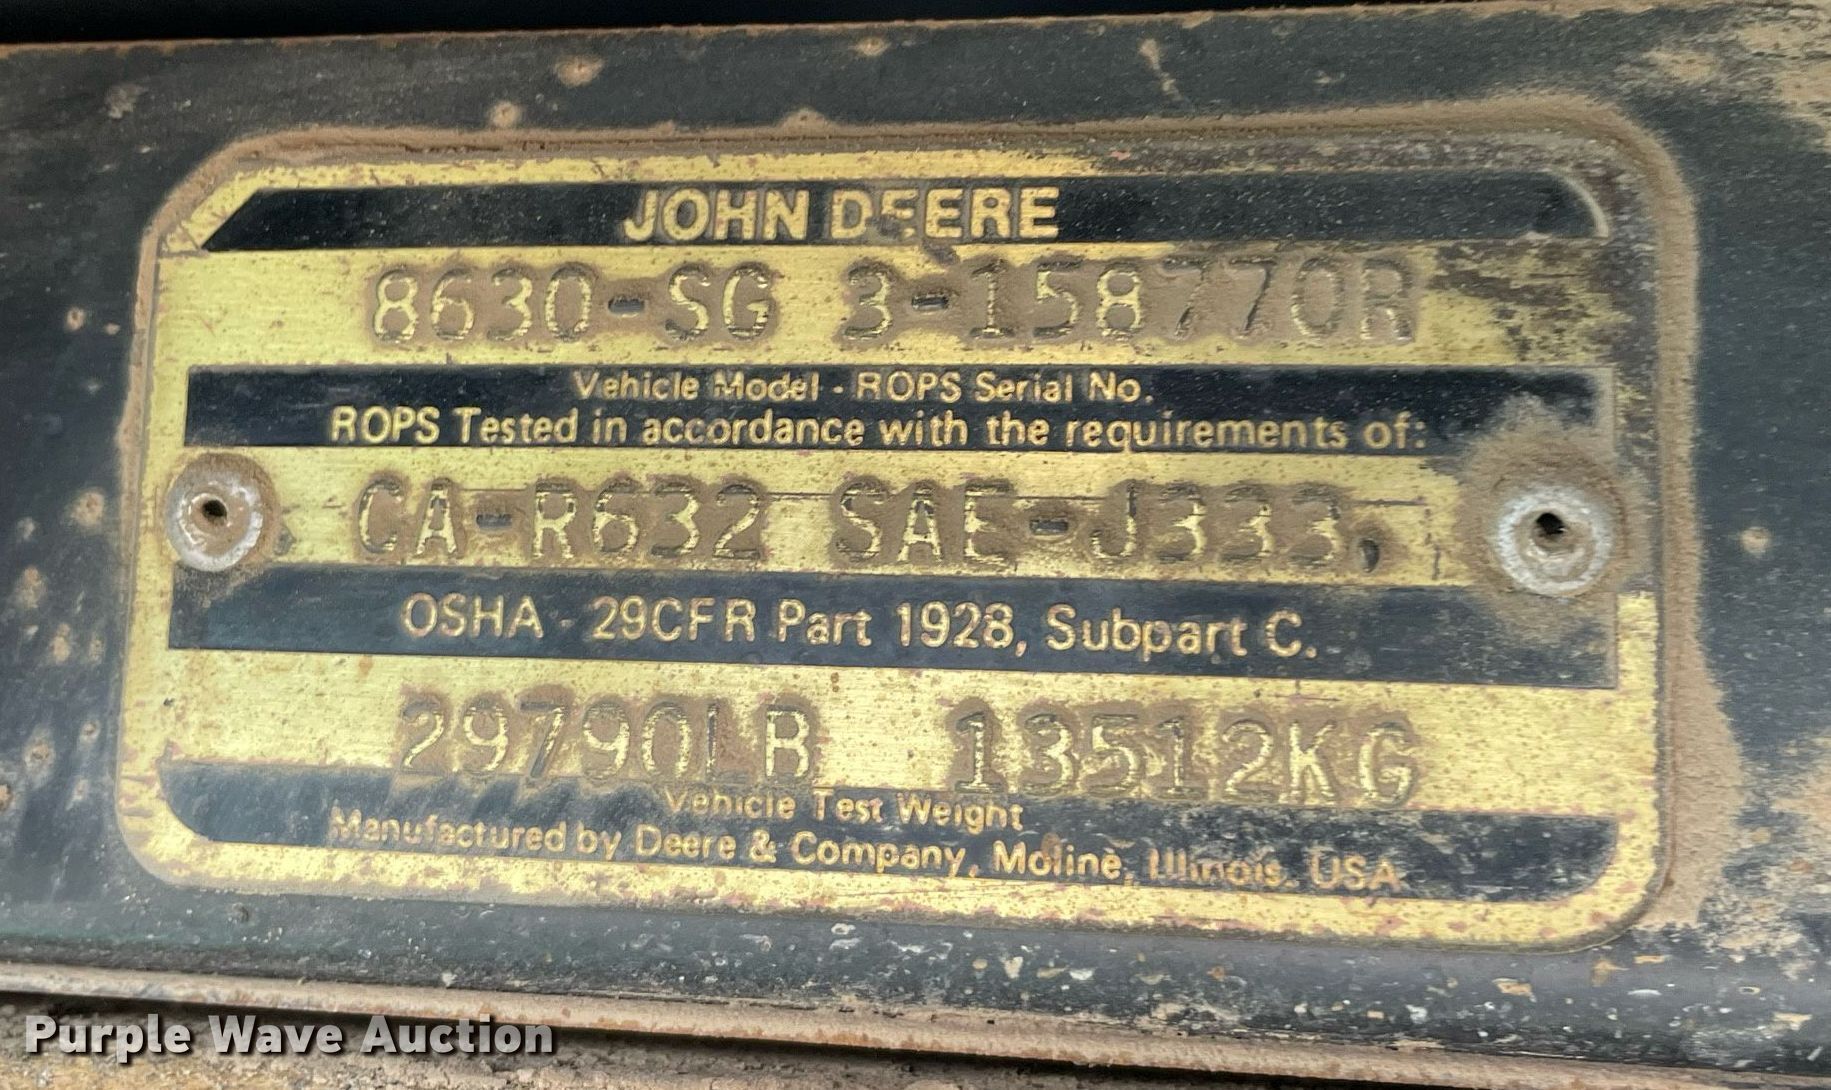 JOHN DEERE
8630-SG 3-158770R
Vehicle Model - ROPS Serial No.
ROPS Tested in accordance with the requirements of:
CA-R632 SAE-J333,
OSHA - 29CFR Part 1928, Subpart C.
29790LB 13512KG
Vehicle Test Weight
Manufactured by Deere & Company, Moline, Illinois. USA
Purple Wave Auction